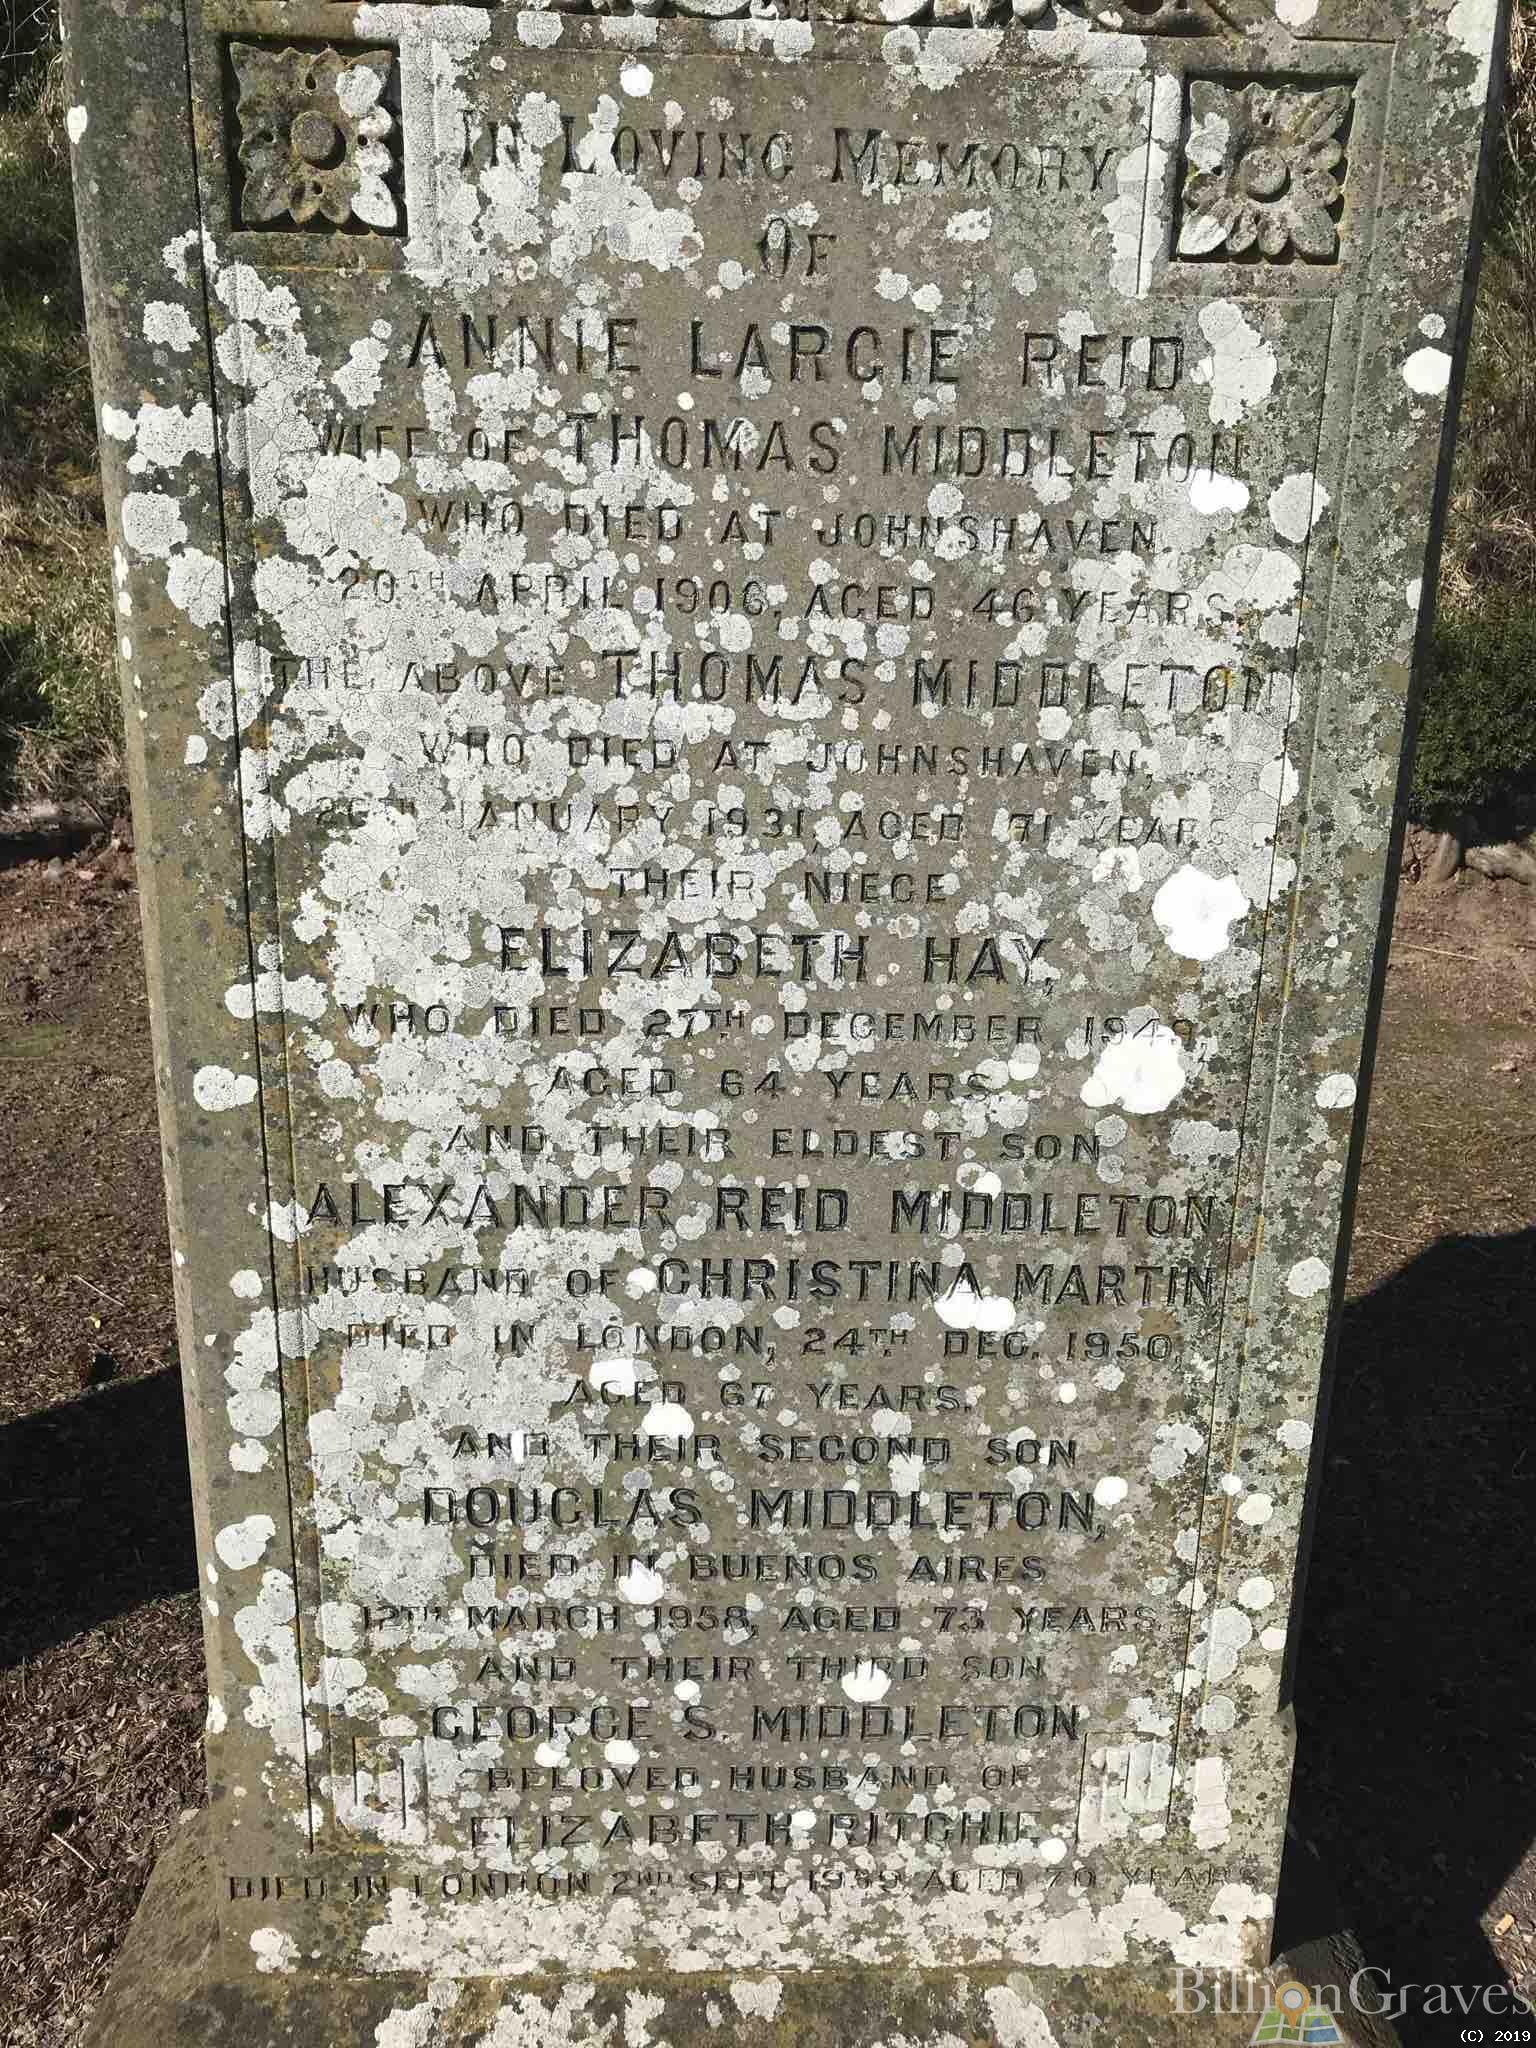 IN LOVING MEMORY
OF
ANNIE LARGIE REID
WIFE OF THOMAS MIDDLETON
WHO DIED AT JOHNSHAVEN
20TH APRIL 1906, AGED 46 YEARS.
THE ABOVE THOMAS MIDDLETON
WHO DIED AT JOHNSHAVEN,
JANUARY 1931, AGED 71 YEARS
THEIR NIECE
ELIZABETH HAY,
WHO DIED 27TH DECEMBER 1949,
AGED 64 YEARS.
AND THEIR ELDEST SON
ALEXANDER REID MIDDLETON
HUSBAND OF CHRISTINA MARTIN
DIED IN LONDON, 24TH DEC. 1950,
AGED 67 YEARS.
AND THEIR SECOND SON
DOUGLAS MIDDLETON,
DIED IN BUENOS AIRES
12TH MARCH 1958, AGED 73 YEARS.
AND THEIR THIRD SON
GEORGE S. MIDDLETON
BELOVED HUSBAND OF
ELIZABETH RITCHIE
DIED IN LONDON 2ND SEPT. AGED 70 YEARS
BillionGraves
(C) 2019